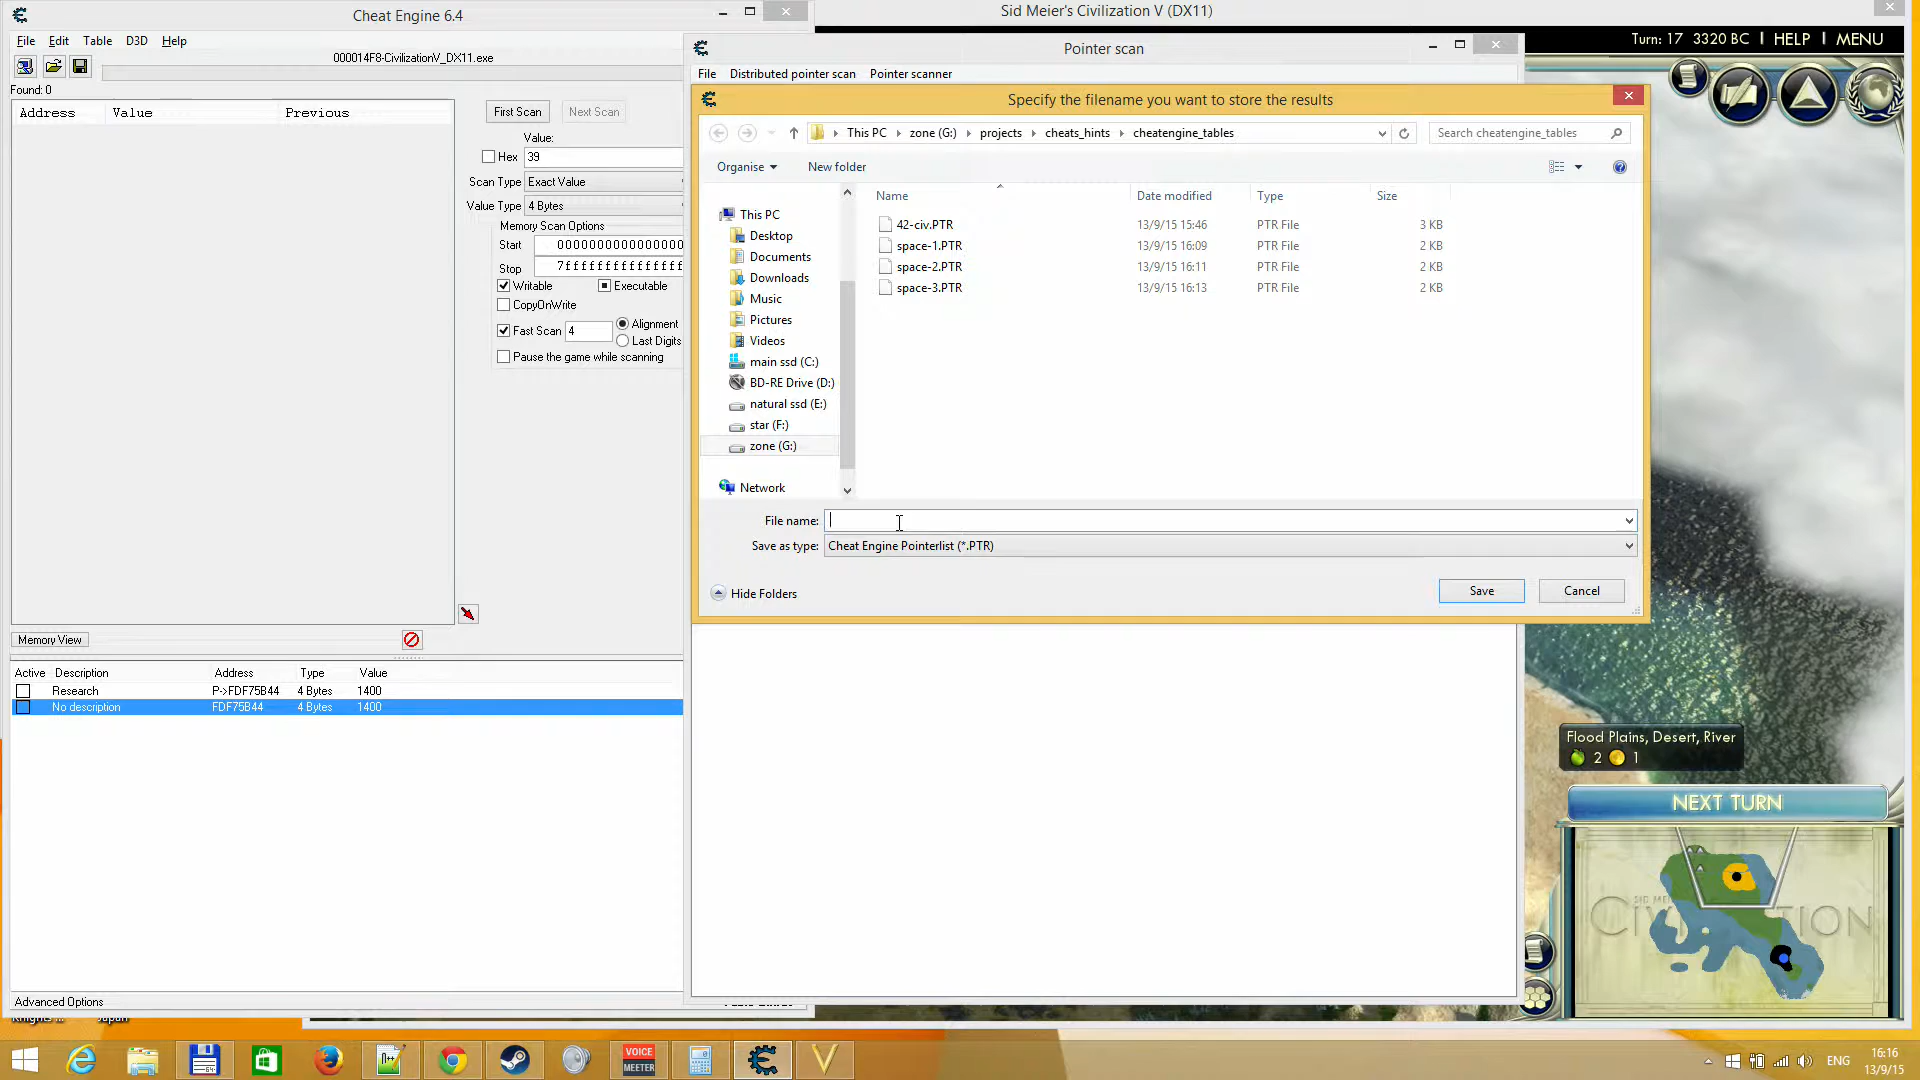 Cheat Engine 6.4
File Edit Table D3D Help
000014F8-CivilizationV_DX11.exe
Found: 0
Address Value Previous
First Scan Next Scan
Value:
Hex 39
Scan Type Exact Value
Value Type 4 Bytes
Memory Scan Options
Start 0000000000000000
Stop 7fffffffffffffff
Writable Executable
CopyOnWrite
Fast Scan 4 Alignment
Last Digits
Pause the game while scanning
Memory View
Active Description Address Type Value
Research P->FDF75B44 4 Bytes 1400
No description FDF75B44 4 Bytes 1400
Advanced Options
Sid Meier's Civilization V (DX11)
Pointer scan
File Distributed pointer scan Pointer scanner
Specify the filename you want to store the results
This PC zone (G:) projects cheats_hints cheatengine_tables
Search cheatengine_tables
Organise New folder
Name Date modified Type Size
42-civ.PTR 13/9/15 15:46 PTR File 3 KB
space-1.PTR 13/9/15 16:09 PTR File 2 KB
space-2.PTR 13/9/15 16:11 PTR File 2 KB
space-3.PTR 13/9/15 16:13 PTR File 2 KB
This PC
Desktop
Documents
Downloads
Music
Pictures
Videos
main ssd (C:)
BD-RE Drive (D:)
natural ssd (E:)
star (F:)
zone (G:)
Network
File name:
Save as type: Cheat Engine Pointerlist (*.PTR)
Hide Folders
Save Cancel
Turn: 17 3320 BC | HELP | MENU
Flood Plains, Desert, River
2 1
NEXT TURN
SID MEIER'S
CIVILIZATION
VOICE
MEETER
ENG
16:16
13/9/15